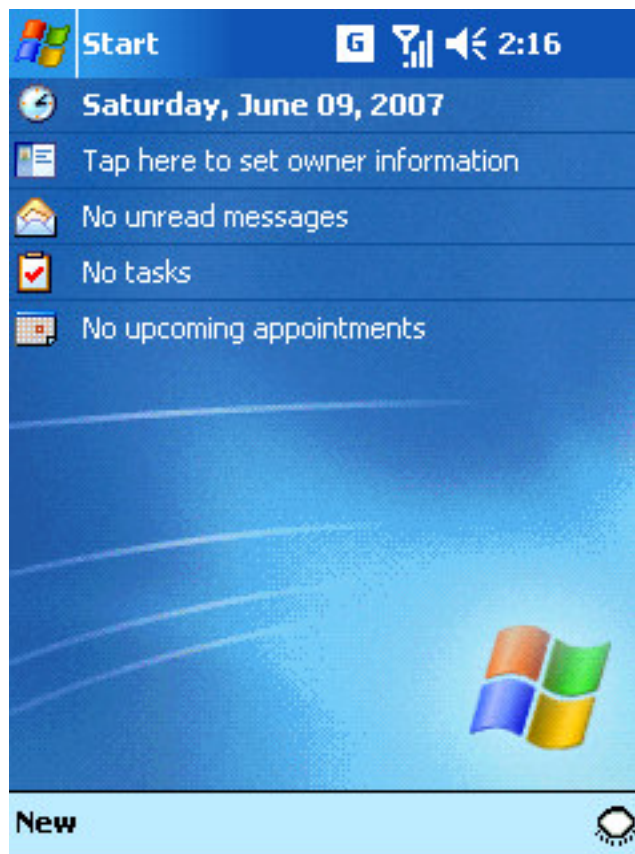 Start G 2:16
Saturday, June 09, 2007
Tap here to set owner information
No unread messages
No tasks
No upcoming appointments
New